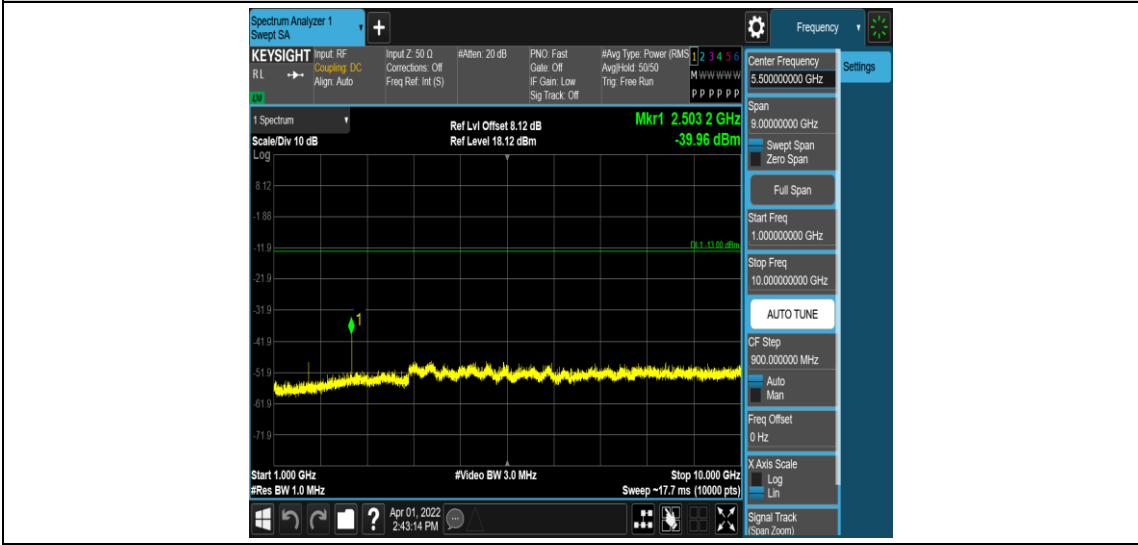 Spectrum Analyzer 1
Swept SA
Frequency
KEYSIGHT
RL
Input: RF
Coupling: DC
Align: Auto
Input Z: 50 Ω
Corrections: Off
Freq Ref: Int (S)
#Atten: 20 dB
PNO: Fast
Gate: Off
IF Gain: Low
Sig Track: Off
#Avg Type: Power (RMS
Avg|Hold: 50/50
Trig: Free Run
1 2 3 4 5 6
M W W W W W
P P P P P P
1 Spectrum
Scale/Div 10 dB
Log
Ref Lvl Offset 8.12 dB
Ref Level 18.12 dBm
Mkr1 2.503 2 GHz
-39.96 dBm
8.12
-1.88
-11.9
DL1 -13.00 dBm
-21.9
-31.9
1
-41.9
-51.9
-61.9
-71.9
Start 1.000 GHz
#Res BW 1.0 MHz
#Video BW 3.0 MHz
Stop 10.000 GHz
Sweep ~17.7 ms (10000 pts)
Apr 01, 2022
2:43:14 PM
Center Frequency
5.500000000 GHz
Settings
Span
9.00000000 GHz
Swept Span
Zero Span
Full Span
Start Freq
1.000000000 GHz
Stop Freq
10.000000000 GHz
AUTO TUNE
CF Step
900.000000 MHz
Auto
Man
Freq Offset
0 Hz
X Axis Scale
Log
Lin
Signal Track
(Span Zoom)